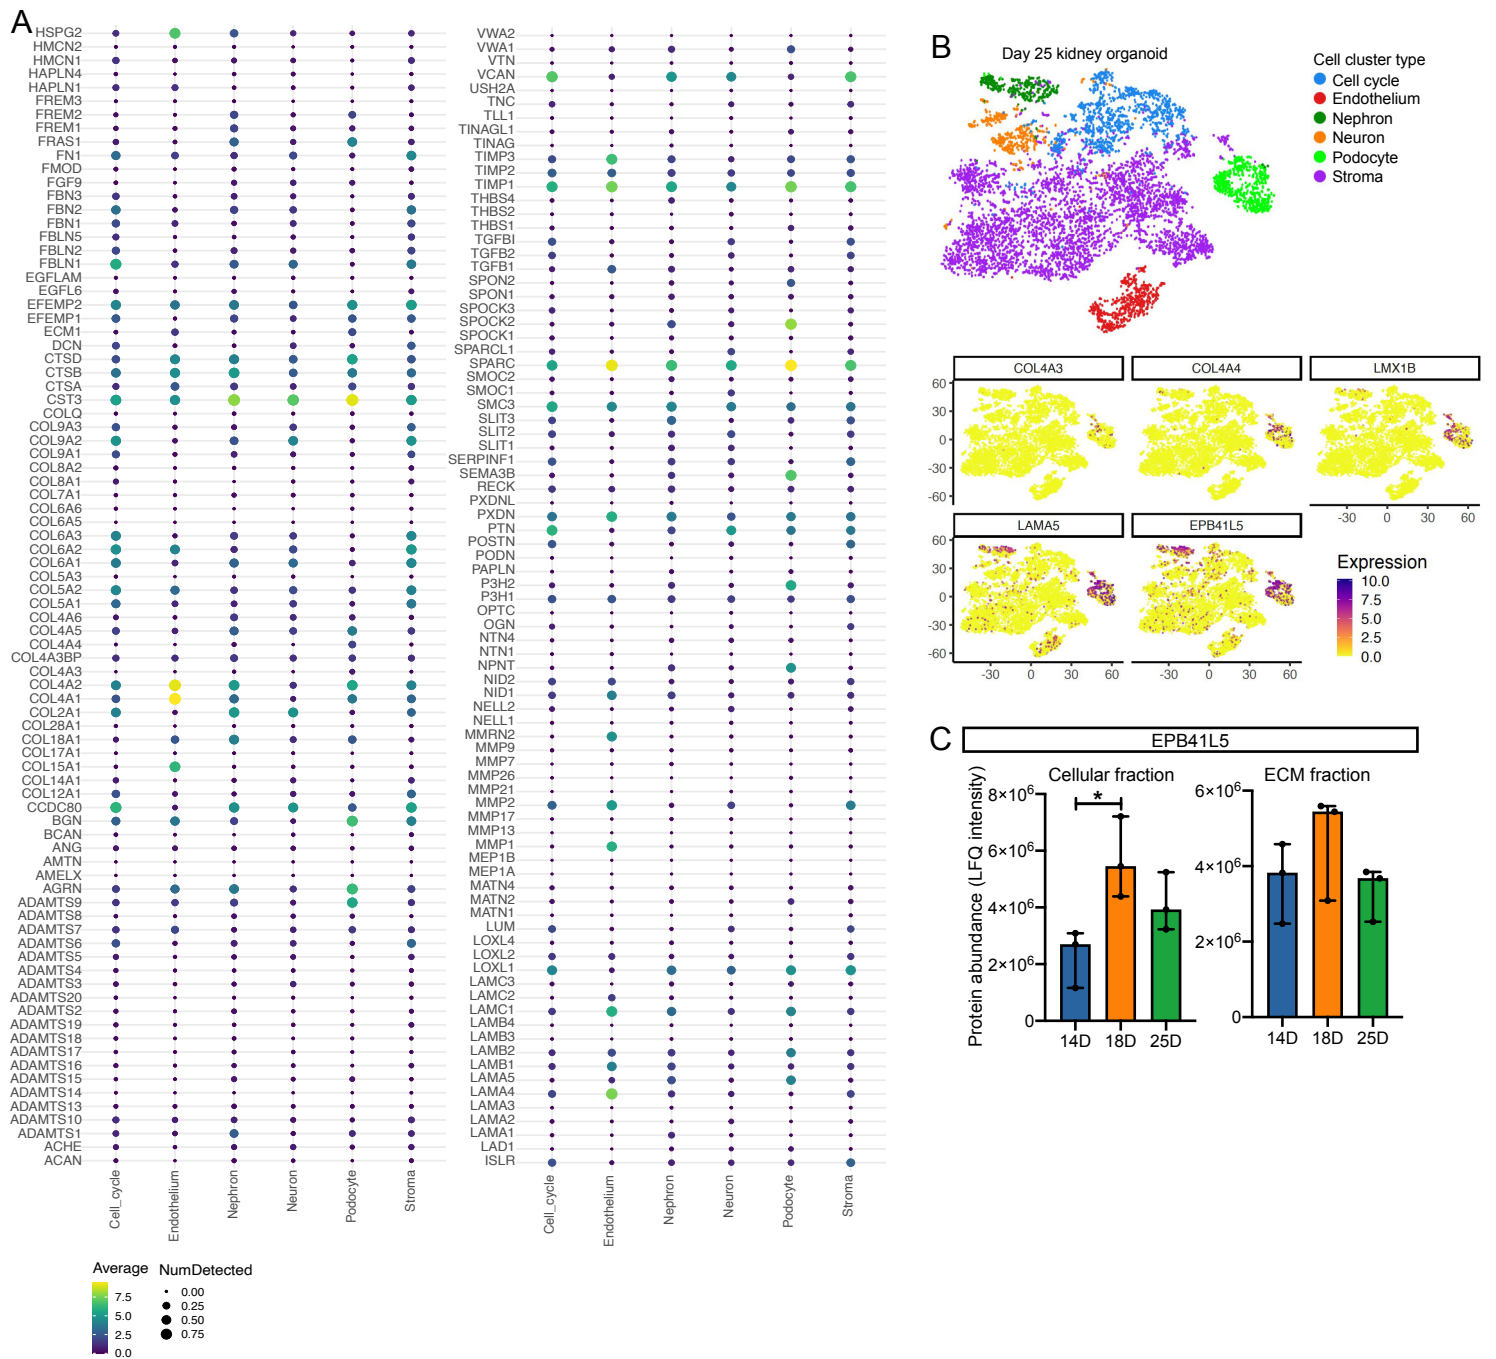 A
HSPG2
HMCN2
HMCN1
HAPLN4
HAPLN1
FREM3
FREM2
FREM1
FRAS1
FN1
FMOD
FGF9
FBN3
FBN2
FBN1
FBLN5
FBLN2
FBLN1
EGFLAM
EGFL6
EFEMP2
EFEMP1
ECM1
DCN
CTSD
CTSB
CTSA
CST3
COLQ
COL9A3
COL9A2
COL9A1
COL8A2
COL8A1
COL7A1
COL6A6
COL6A5
COL6A3
COL6A2
COL6A1
COL5A3
COL5A2
COL5A1
COL4A6
COL4A5
COL4A4
COL4A3BP
COL4A3
COL4A2
COL4A1
COL2A1
COL28A1
COL18A1
COL17A1
COL15A1
COL14A1
COL12A1
CCDC80
BGN
BCAN
ANG
AMTN
AMELX
AGRN
ADAMTS9
ADAMTS8
ADAMTS7
ADAMTS6
ADAMTS5
ADAMTS4
ADAMTS3
ADAMTS20
ADAMTS2
ADAMTS19
ADAMTS18
ADAMTS17
ADAMTS16
ADAMTS15
ADAMTS14
ADAMTS13
ADAMTS10
ADAMTS1
ACHE
ACAN
Cell_cycle
Endothelium
Nephron
Neuron
Podocyte
Stroma
VWA2
VWA1
VTN
VCAN
USH2A
TNC
TLL1
TINAGL1
TINAG
TIMP3
TIMP2
TIMP1
THBS4
THBS2
THBS1
TGFBI
TGFB2
TGFB1
SPON2
SPON1
SPOCK3
SPOCK2
SPOCK1
SPARCL1
SPARC
SMOC2
SMOC1
SMC3
SLIT3
SLIT2
SLIT1
SERPINF1
SEMA3B
RECK
PXDNL
PXDN
PTN
POSTN
PODN
PAPLN
P3H2
P3H1
OPTC
OGN
NTN4
NTN1
NPNT
NID2
NID1
NELL2
NELL1
MMRN2
MMP9
MMP7
MMP26
MMP21
MMP2
MMP17
MMP13
MMP1
MEP1B
MEP1A
MATN4
MATN2
MATN1
LUM
LOXL4
LOXL2
LOXL1
LAMC3
LAMC2
LAMC1
LAMB4
LAMB3
LAMB2
LAMB1
LAMA5
LAMA4
LAMA3
LAMA2
LAMA1
LAD1
ISLR
Cell_cycle
Endothelium
Nephron
Neuron
Podocyte
Stroma
Average
7.5
5.0
2.5
0.0
NumDetected
0.00
0.25
0.50
0.75
B
Day 25 kidney organoid
Cell cluster type
Cell cycle
Endothelium
Nephron
Neuron
Podocyte
Stroma
COL4A3
COL4A4
LMX1B
60
30
0
-30
-60
-30 0 30 60
LAMA5
EPB41L5
60
30
0
-30
-60
-30 0 30 60
-30 0 30 60
Expression
10.0
7.5
5.0
2.5
0.0
C
EPB41L5
Cellular fraction
ECM fraction
Protein abundance (LFQ intensity)
8×10⁶
6×10⁶
4×10⁶
2×10⁶
0
*
14D 18D 25D
6×10⁶
4×10⁶
2×10⁶
0
14D 18D 25D